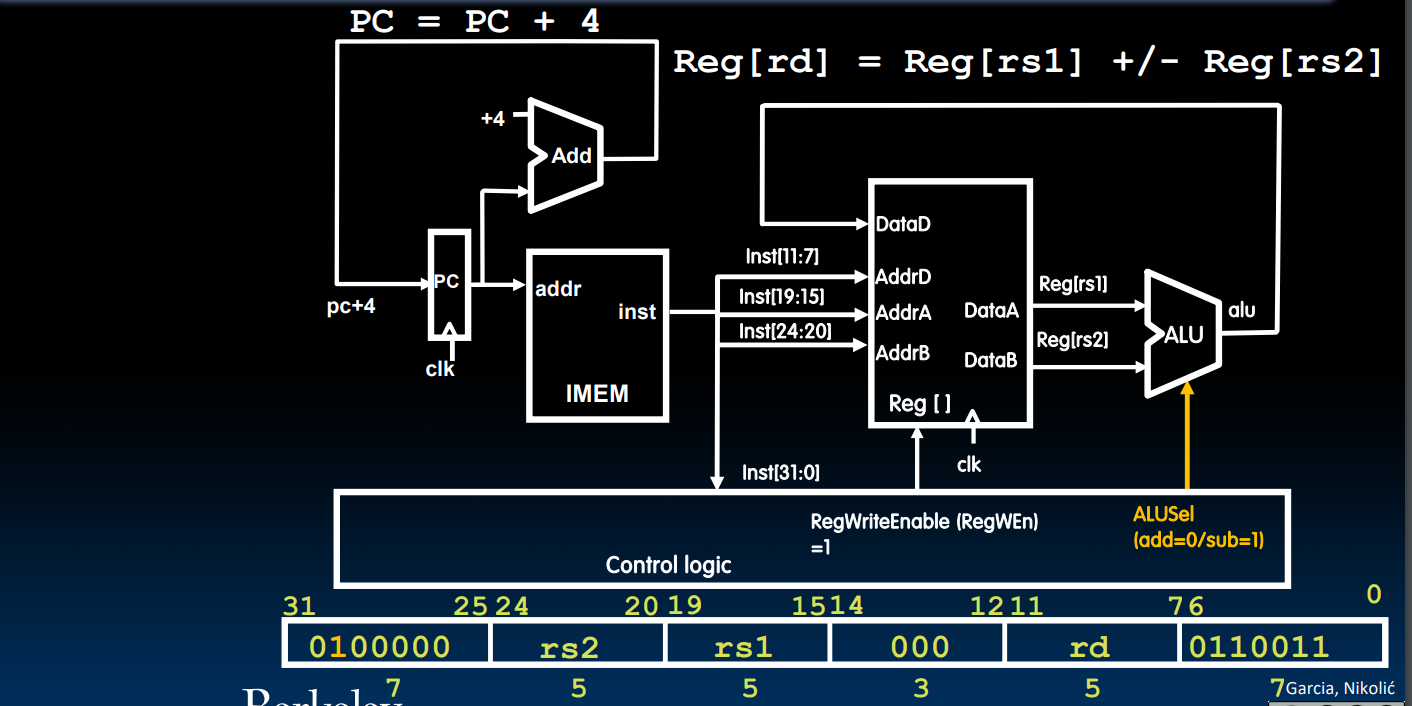 PC = PC + 4
Reg[rd] = Reg[rs1] +/- Reg[rs2]
+4
Add
DataD
Inst[11:7]
AddrD
PC
addr
Reg[rs1]
Inst[19:15]
pc+4
inst
AddrA
DataA
alu
Inst[24:20]
Reg[rs2]
ALU
AddrB
DataB
clk
IMEM
Reg [ ]
clk
Inst[31:0]
RegWriteEnable (RegWEn)
=1
ALUSel
(add=0/sub=1)
Control logic
31 25 24 20 19 15 14 12 11 7 6 0
0100000 rs2 rs1 000 rd 0110011
7 5 5 3 5 7
Garcia, Nikolić
Berkeley